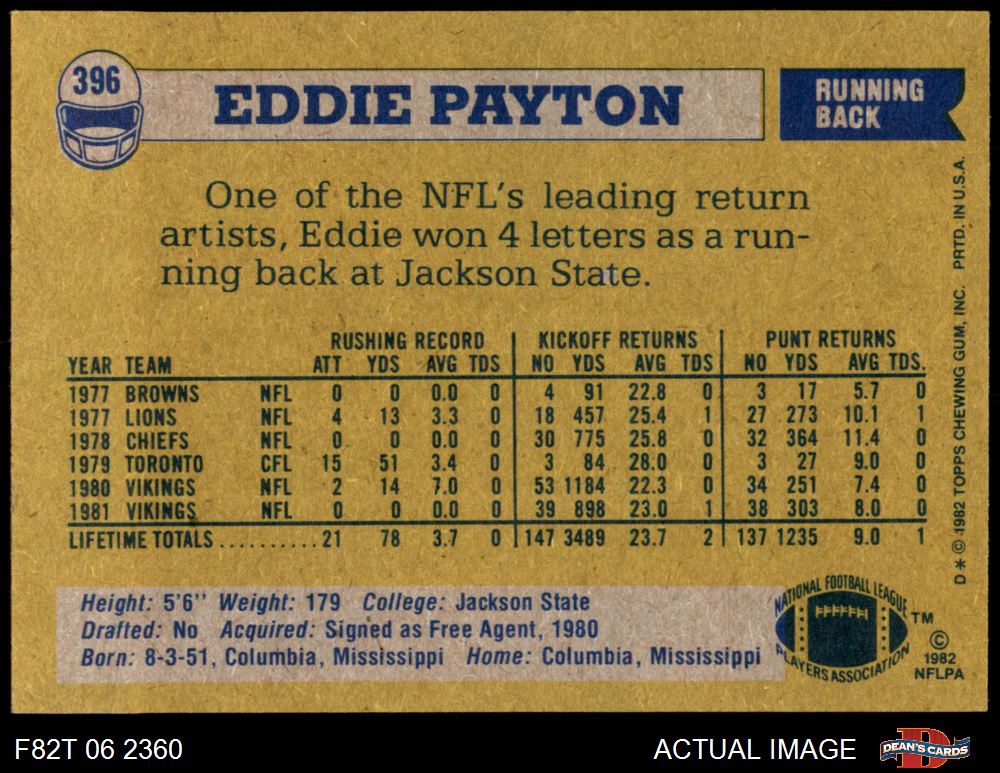 396
EDDIE PAYTON
RUNNING
BACK
One of the NFL's leading return
artists, Eddie won 4 letters as a run-
ning back at Jackson State.
RUSHING RECORD KICKOFF RETURNS PUNT RETURNS
YEAR TEAM ATT YDS AVG TDS NO YDS AVG TDS NO YDS AVG TDS.
1977 BROWNS NFL 0 0 0.0 0 4 91 22.8 0 3 17 5.7 0
1977 LIONS NFL 4 13 3.3 0 18 457 25.4 1 27 273 10.1 1
1978 CHIEFS NFL 0 0 0.0 0 30 775 25.8 0 32 364 11.4 0
1979 TORONTO CFL 15 51 3.4 0 3 84 28.0 0 3 27 9.0 0
1980 VIKINGS NFL 2 14 7.0 0 53 1184 22.3 0 34 251 7.4 0
1981 VIKINGS NFL 0 0 0.0 0 39 898 23.0 1 38 303 8.0 0
LIFETIME TOTALS .......... 21 78 3.7 0 147 3489 23.7 2 137 1235 9.0 1
Height: 5'6" Weight: 179 College: Jackson State
Drafted: No Acquired: Signed as Free Agent, 1980
Born: 8-3-51, Columbia, Mississippi Home: Columbia, Mississippi
NATIONAL FOOTBALL LEAGUE
PLAYERS ASSOCIATION
TM
©
1982
NFLPA
D * © 1982 TOPPS CHEWING GUM, INC. PRTD. IN U.S.A.
F82T 06 2360
ACTUAL IMAGE
DEAN'S CARDS